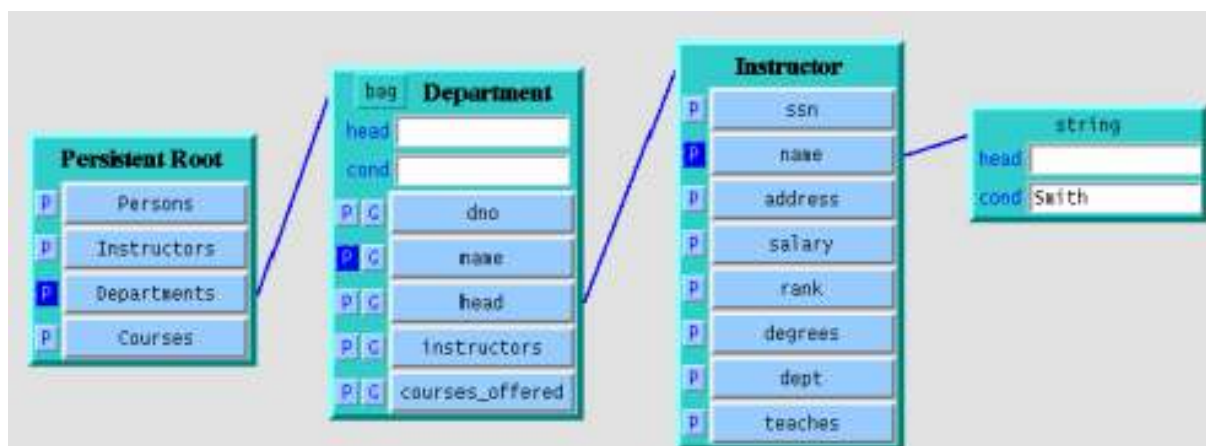 Persistent Root
P Persons
P Instructors
P Departments
P Courses
bag Department
head
cond
P G dno
P G name
P G head
P G instructors
P G courses_offered
Instructor
P ssn
P name
P address
P salary
P rank
P degrees
P dept
P teaches
string
head
cond Smith